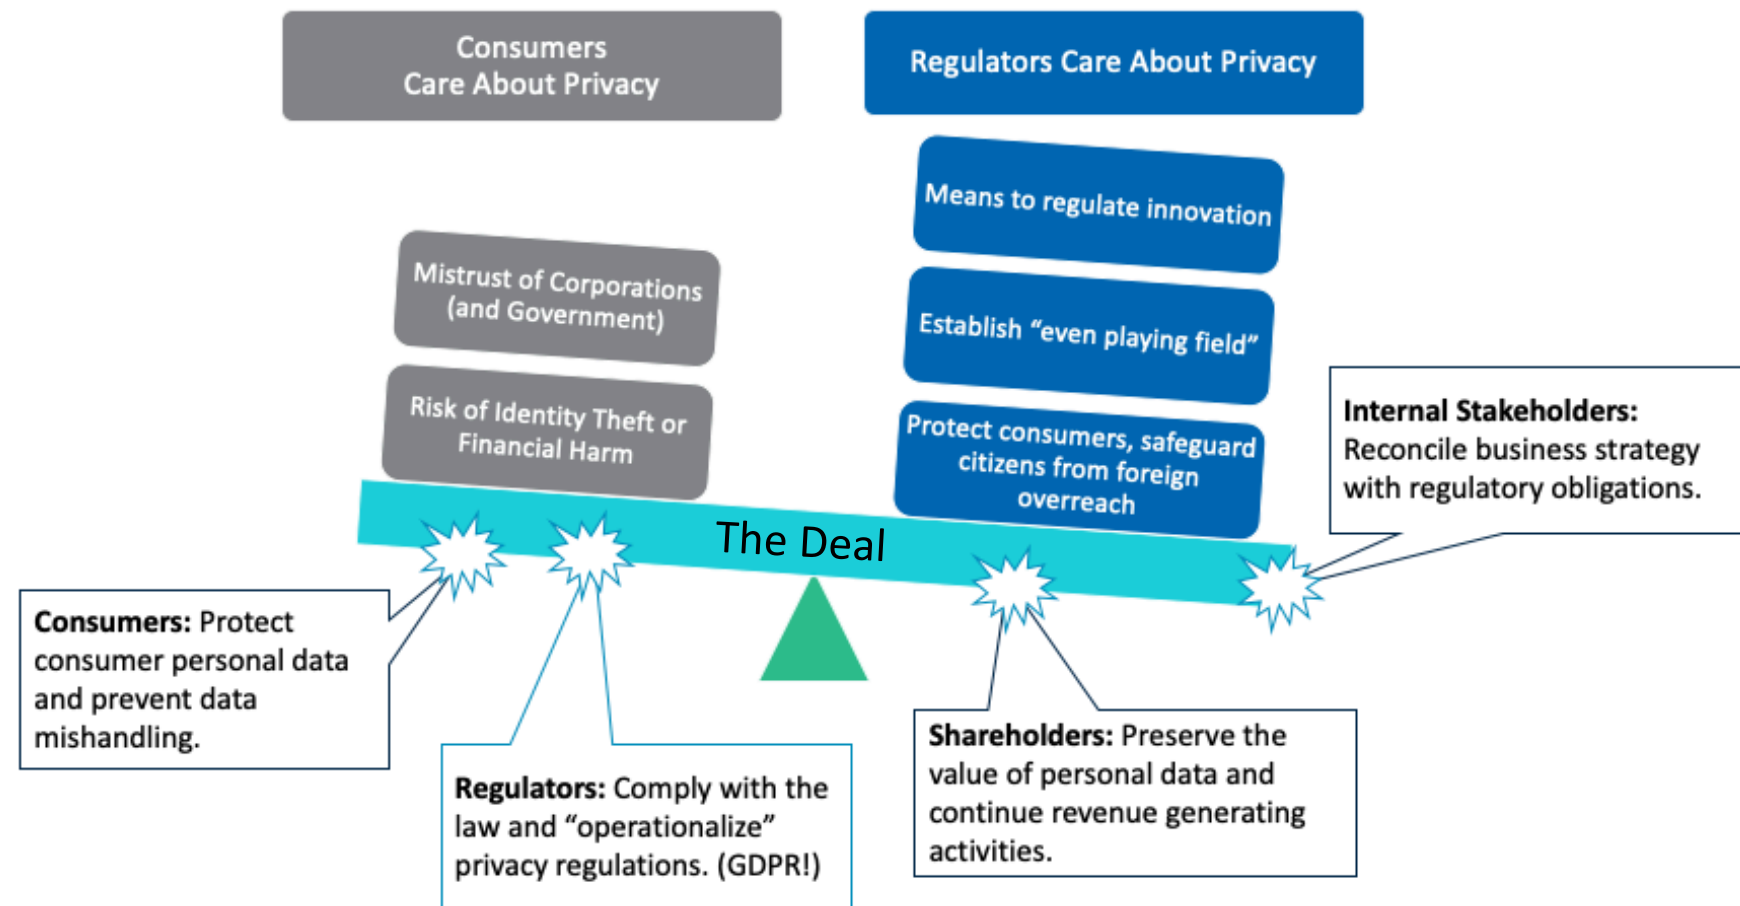 Consumers
Care About Privacy
Regulators Care About Privacy
Means to regulate innovation
Mistrust of Corporations
(and Government)
Establish “even playing field”
Risk of Identity Theft or
Financial Harm
Protect consumers, safeguard
citizens from foreign
overreach
Internal Stakeholders:
Reconcile business strategy
with regulatory obligations.
The Deal
Consumers: Protect
consumer personal data
and prevent data
mishandling.
Regulators: Comply with the
law and “operationalize”
privacy regulations. (GDPR!)
Shareholders: Preserve the
value of personal data and
continue revenue generating
activities.